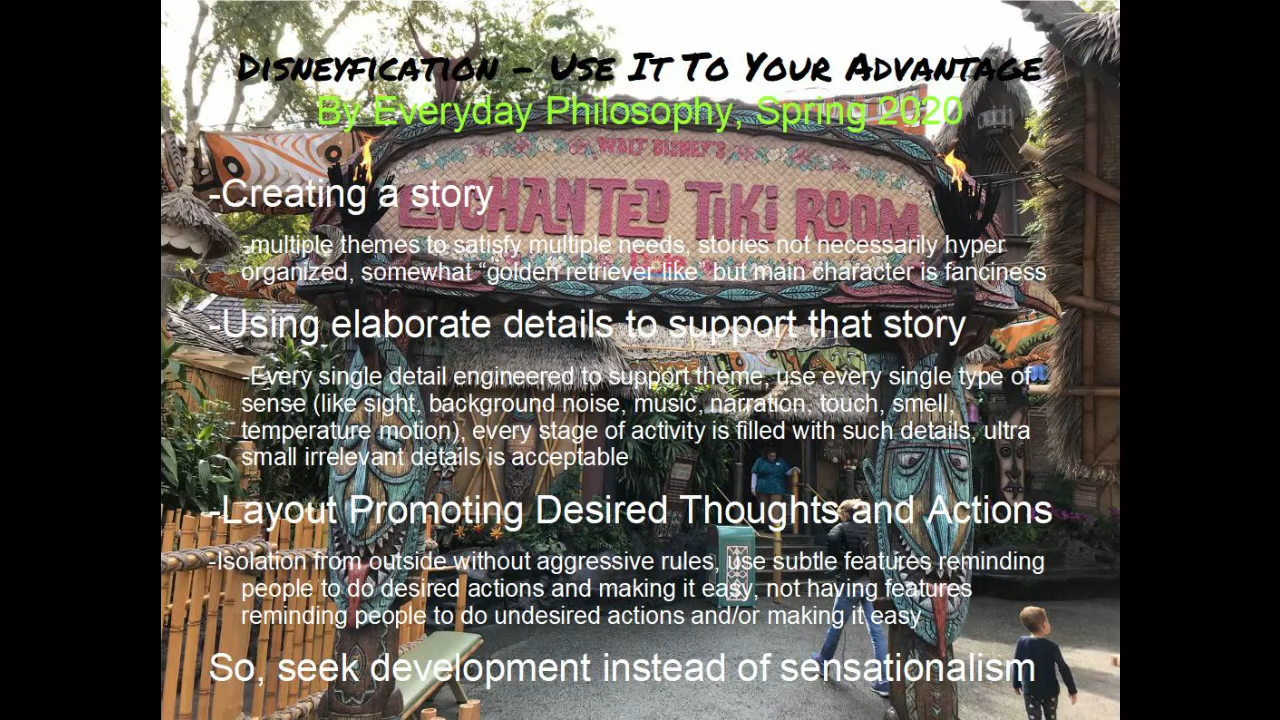 Disneyfication – Use It To Your Advantage
By Everyday Philosophy, Spring 2020
WALT DISNEY'S
ENCHANTED TIKI ROOM
-Creating a story
-multiple themes to satisfy multiple needs, stories not necessarily hyper
organized, somewhat “golden retriever like” but main character is fanciness
-Using elaborate details to support that story
-Every single detail engineered to support theme, use every single type of
sense (like sight, background noise, music, narration, touch, smell,
temperature motion), every stage of activity is filled with such details, ultra
small irrelevant details is acceptable
-Layout Promoting Desired Thoughts and Actions
-Isolation from outside without aggressive rules, use subtle features reminding
people to do desired actions and making it easy, not having features
reminding people to do undesired actions and/or making it easy
So, seek development instead of sensationalism